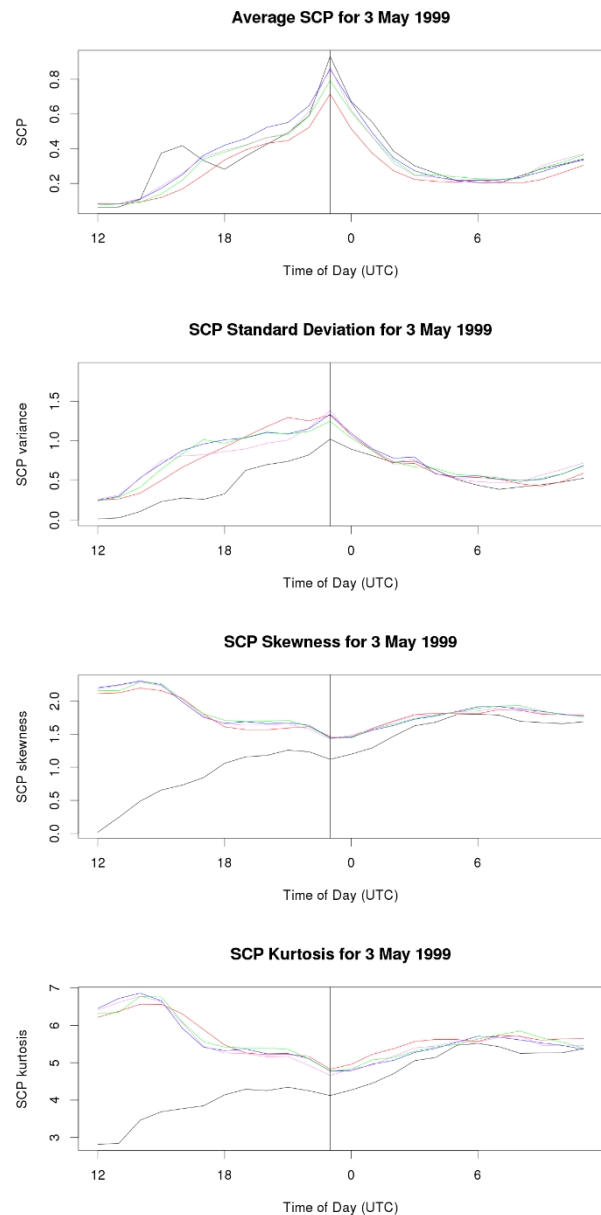 Average SCP for 3 May 1999
SCP
0.2 0.4 0.6 0.8
12 18 0 6
Time of Day (UTC)
SCP Standard Deviation for 3 May 1999
SCP variance
0.0 0.5 1.0 1.5
12 18 0 6
Time of Day (UTC)
SCP Skewness for 3 May 1999
SCP skewness
0.0 0.5 1.0 1.5 2.0
12 18 0 6
Time of Day (UTC)
SCP Kurtosis for 3 May 1999
SCP kurtosis
3 4 5 6 7
12 18 0 6
Time of Day (UTC)